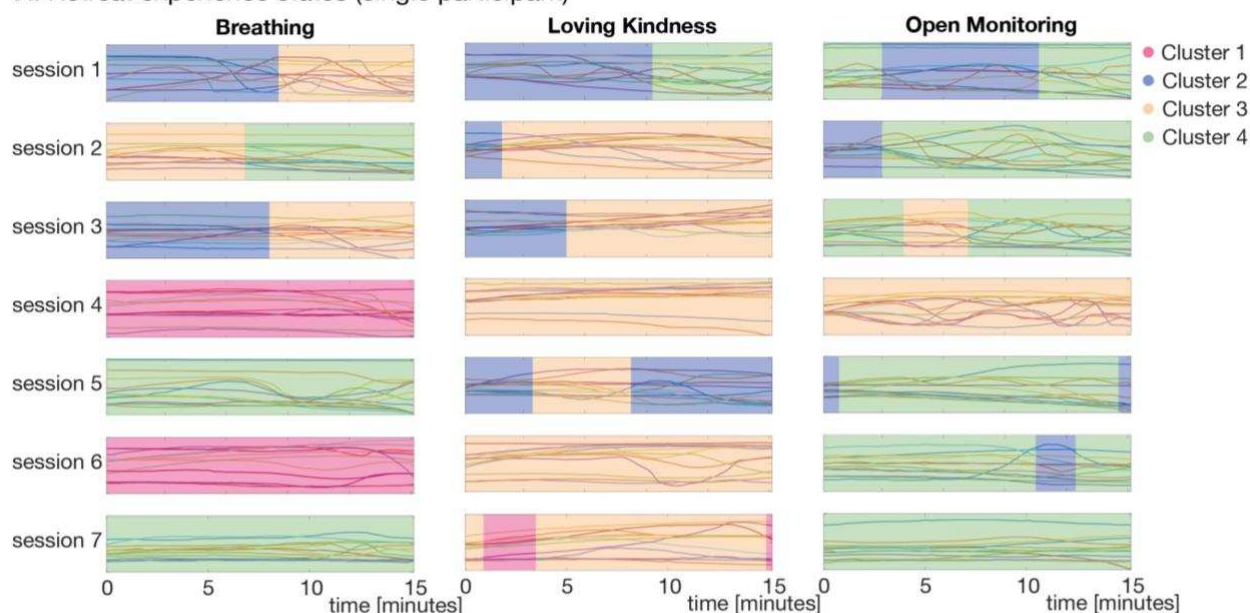 Breathing Loving Kindness Open Monitoring
session 1
session 2
session 3
session 4
session 5
session 6
session 7
Cluster 1
Cluster 2
Cluster 3
Cluster 4
0 5 10 15 0 5 10 15 0 5 10 15
time [minutes] time [minutes] time [minutes]